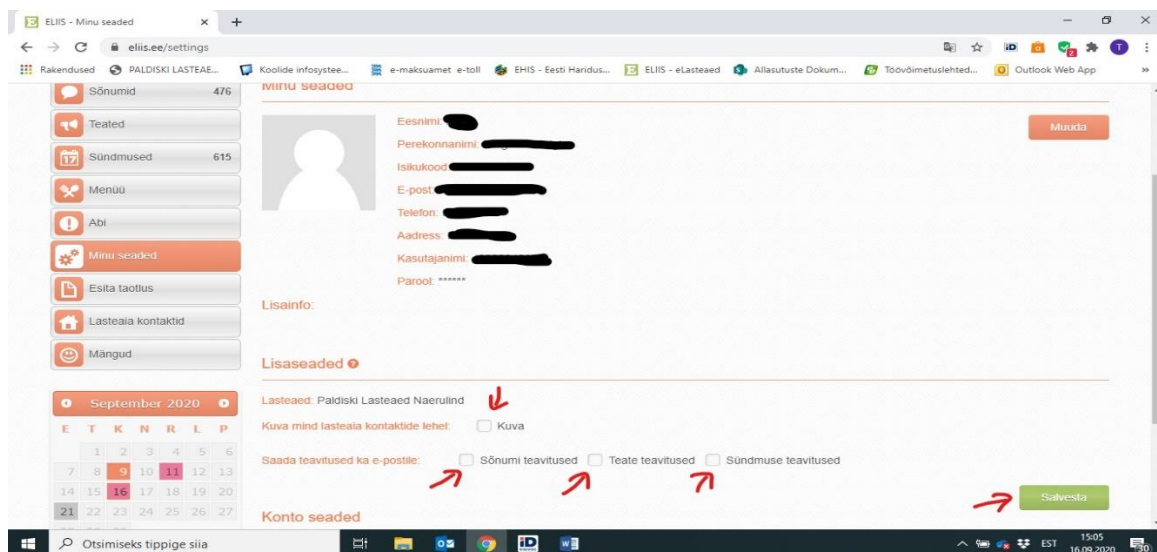 ELIIS - Minu seaded
eliis.ee/settings
Rakendused PALDISKI LASTEAE... Koolide infosystee... e-maksuamet e-toll EHIS - Eesti Haridus... ELIIS - eLasteaed Allasutuste Dokum... Töövõimetuslehted... Outlook Web App
Sõnumid 476
Teated
Sündmused 615
Menüü
Abi
Minu seaded
Esita taotlus
Lasteaia kontaktid
Mängud
September 2020
E T K N R L P
1 2 3 4 5 6
7 8 9 10 11 12 13
14 15 16 17 18 19 20
21 22 23 24 25 26 27
Minu seaded
Muuda
Eesnimi:
Perekonnanimi:
Isikukood
E-post
Telefon:
Aadress:
Kasutajanimi:
Parool: ******
Lisainfo:
Lisaseaded
Lasteaed: Paldiski Lasteaed Naerulind
Kuva mind lasteaia kontaktide lehel: Kuva
Saada teavitused ka e-postile: Sõnumi teavitused Teate teavitused Sündmuse teavitused
Salvesta
Konto seaded
Otsimiseks tippige siia
EST
15:05
16.09.2020